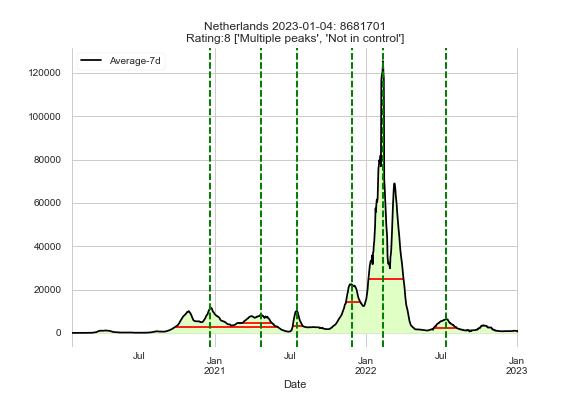 Netherlands 2023-01-04: 8681701
Rating:8 ['Multiple peaks', 'Not in control']
Average-7d
120000
100000
80000
60000
40000
20000
0
Jul
Jan
2021
Jul
Jan
2022
Jul
Jan
2023
Date